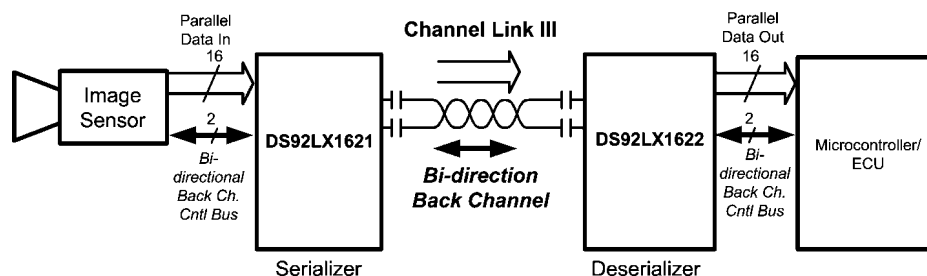 Parallel
Data In
16
Image
Sensor
2
Bi-
directional
Back Ch.
Cntl Bus
DS92LX1621
Serializer
Channel Link III
Bi-direction
Back Channel
DS92LX1622
Deserializer
Parallel
Data Out
16
2
Bi-
directional
Back Ch.
Cntl Bus
Microcontroller/
ECU